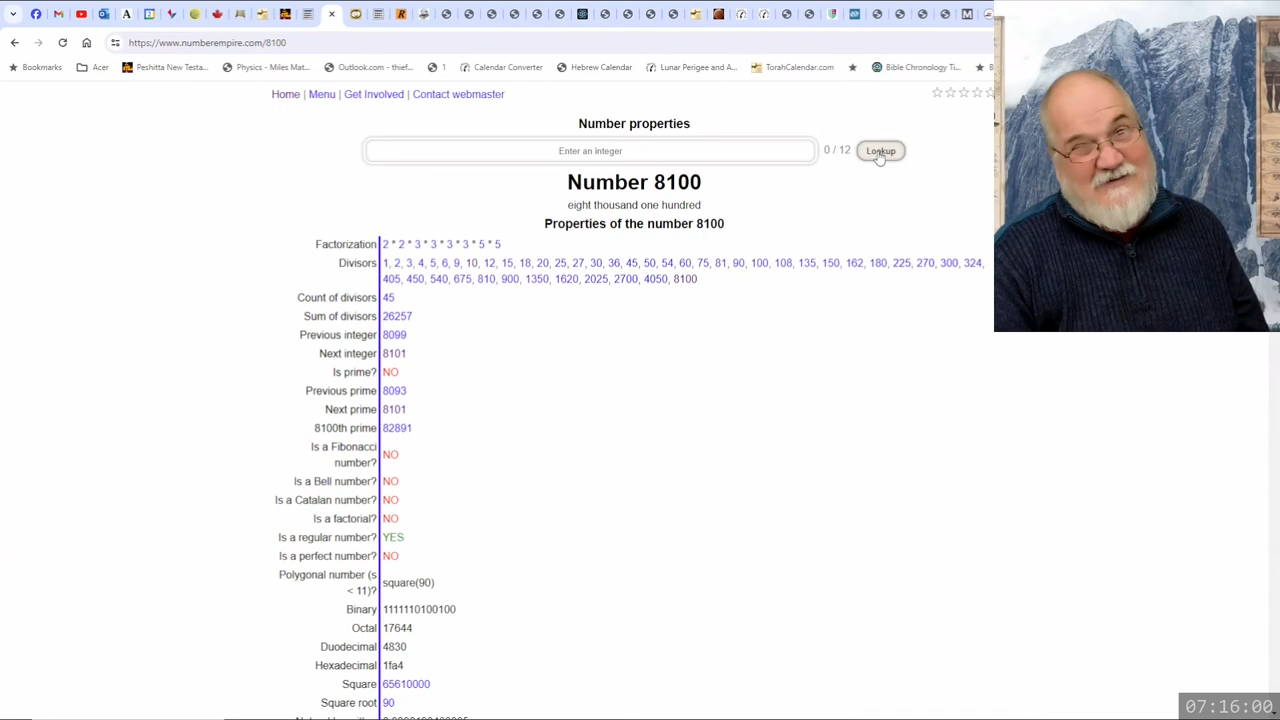 https://www.numberempire.com/8100
Bookmarks
Acer
Peshitta New Testa...
Physics - Miles Mat...
Outlook.com - thief...
1
Calendar Converter
Hebrew Calendar
Lunar Perigee and A...
TorahCalendar.com
Bible Chronology Ti...
Home | Menu | Get Involved | Contact webmaster
Number properties
Enter an integer
0 / 12
Lookup
Number 8100
eight thousand one hundred
Properties of the number 8100
Factorization 2 * 2 * 3 * 3 * 3 * 3 * 5 * 5
Divisors 1, 2, 3, 4, 5, 6, 9, 10, 12, 15, 18, 20, 25, 27, 30, 36, 45, 50, 54, 60, 75, 81, 90, 100, 108, 135, 150, 162, 180, 225, 270, 300, 324,
405, 450, 540, 675, 810, 900, 1350, 1620, 2025, 2700, 4050, 8100
Count of divisors 45
Sum of divisors 26257
Previous integer 8099
Next integer 8101
Is prime? NO
Previous prime 8093
Next prime 8101
8100th prime 82891
Is a Fibonacci
number? NO
Is a Bell number? NO
Is a Catalan number? NO
Is a factorial? NO
Is a regular number? YES
Is a perfect number? NO
Polygonal number (s
< 11)? square(90)
Binary 1111110100100
Octal 17644
Duodecimal 4830
Hexadecimal 1fa4
Square 65610000
Square root 90
07:16:00